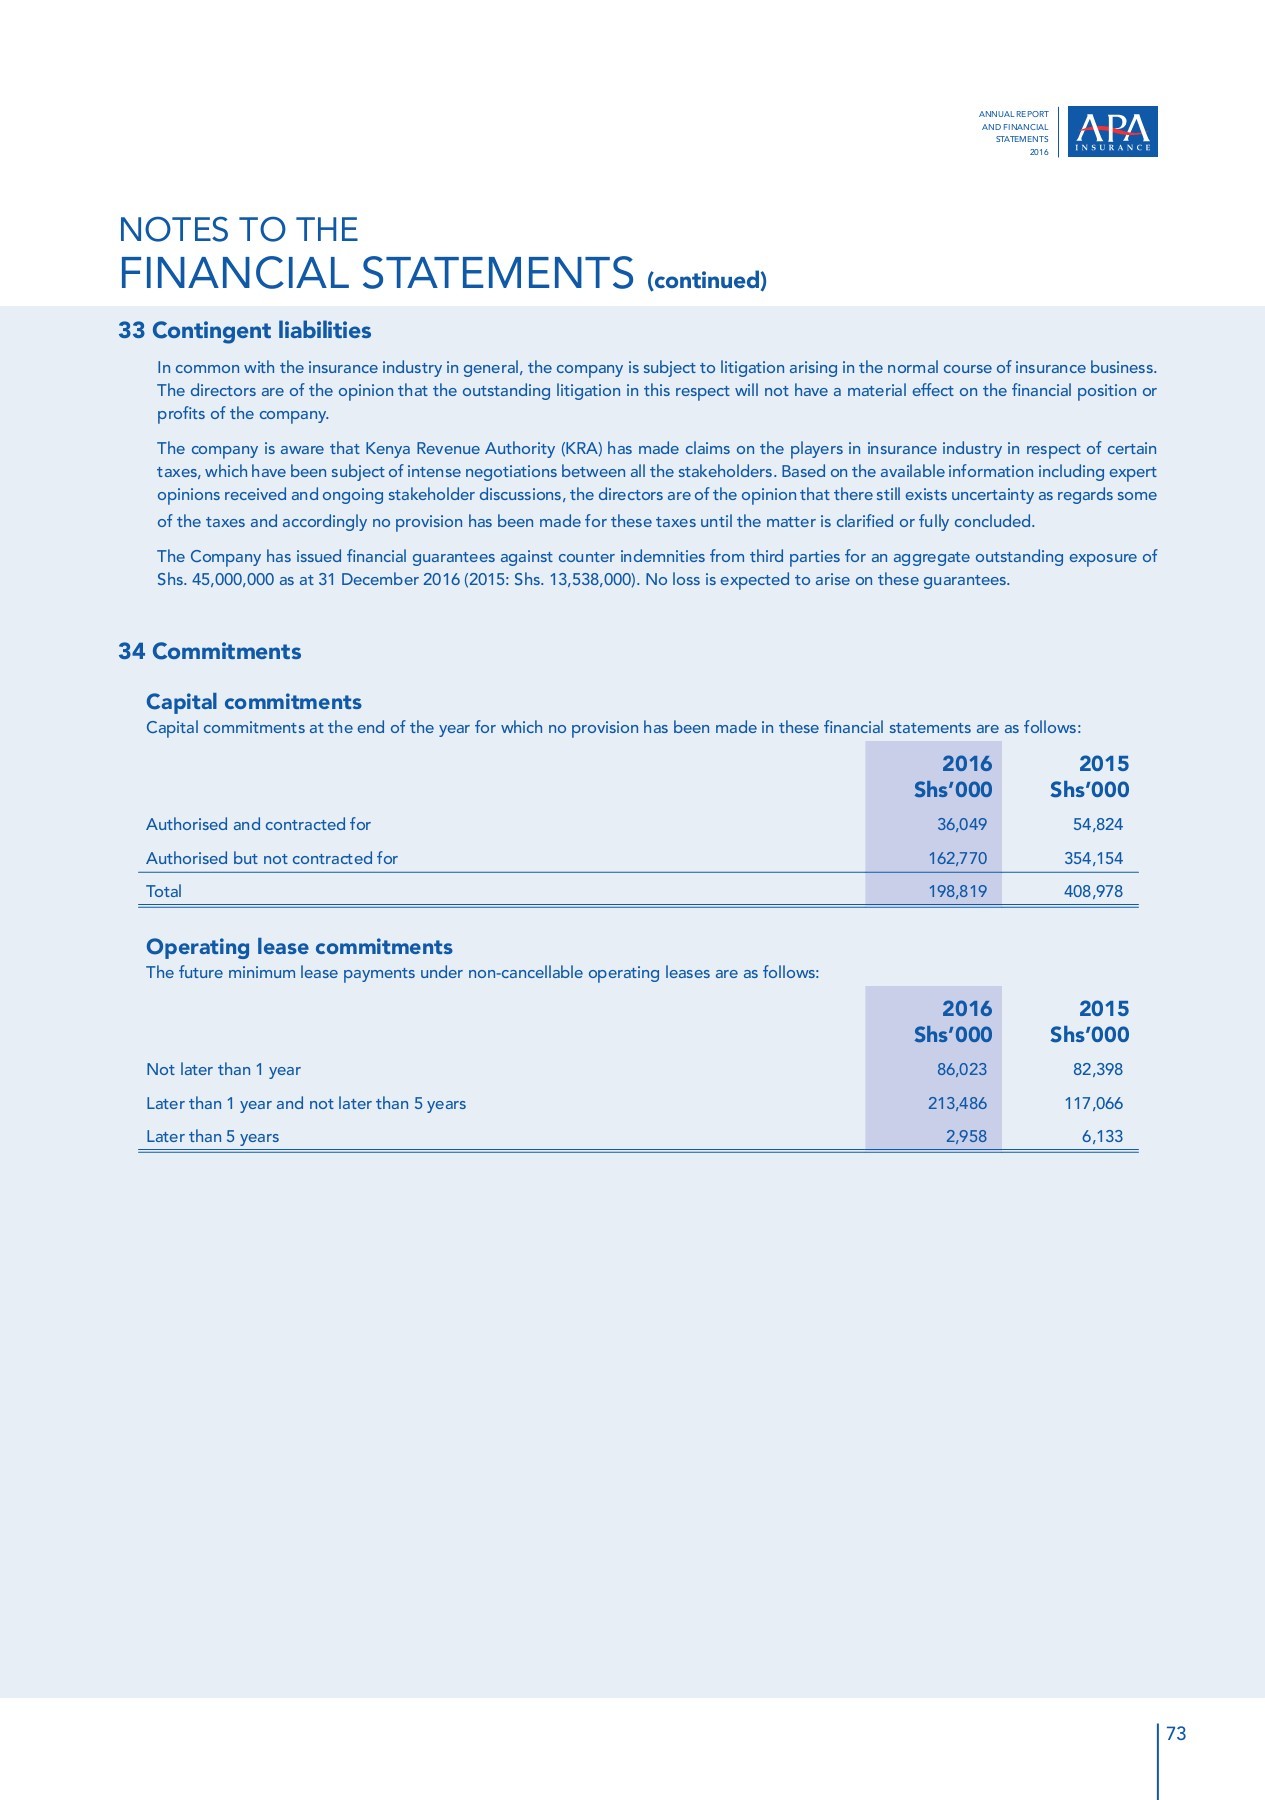 ANNUAL REPORT
AND FINANCIAL
STATEMENTS
2016
APA
INSURANCE
NOTES TO THE
FINANCIAL STATEMENTS (continued)
33 Contingent liabilities
In common with the insurance industry in general, the company is subject to litigation arising in the normal course of insurance business.
The directors are of the opinion that the outstanding litigation in this respect will not have a material effect on the financial position or
profits of the company.
The company is aware that Kenya Revenue Authority (KRA) has made claims on the players in insurance industry in respect of certain
taxes, which have been subject of intense negotiations between all the stakeholders. Based on the available information including expert
opinions received and ongoing stakeholder discussions, the directors are of the opinion that there still exists uncertainty as regards some
of the taxes and accordingly no provision has been made for these taxes until the matter is clarified or fully concluded.
The Company has issued financial guarantees against counter indemnities from third parties for an aggregate outstanding exposure of
Shs. 45,000,000 as at 31 December 2016 (2015: Shs. 13,538,000). No loss is expected to arise on these guarantees.
34 Commitments
Capital commitments
Capital commitments at the end of the year for which no provision has been made in these financial statements are as follows:
2016 2015
Shs’000 Shs’000
Authorised and contracted for 36,049 54,824
Authorised but not contracted for 162,770 354,154
Total 198,819 408,978
Operating lease commitments
The future minimum lease payments under non-cancellable operating leases are as follows:
2016 2015
Shs’000 Shs’000
Not later than 1 year 86,023 82,398
Later than 1 year and not later than 5 years 213,486 117,066
Later than 5 years 2,958 6,133
73